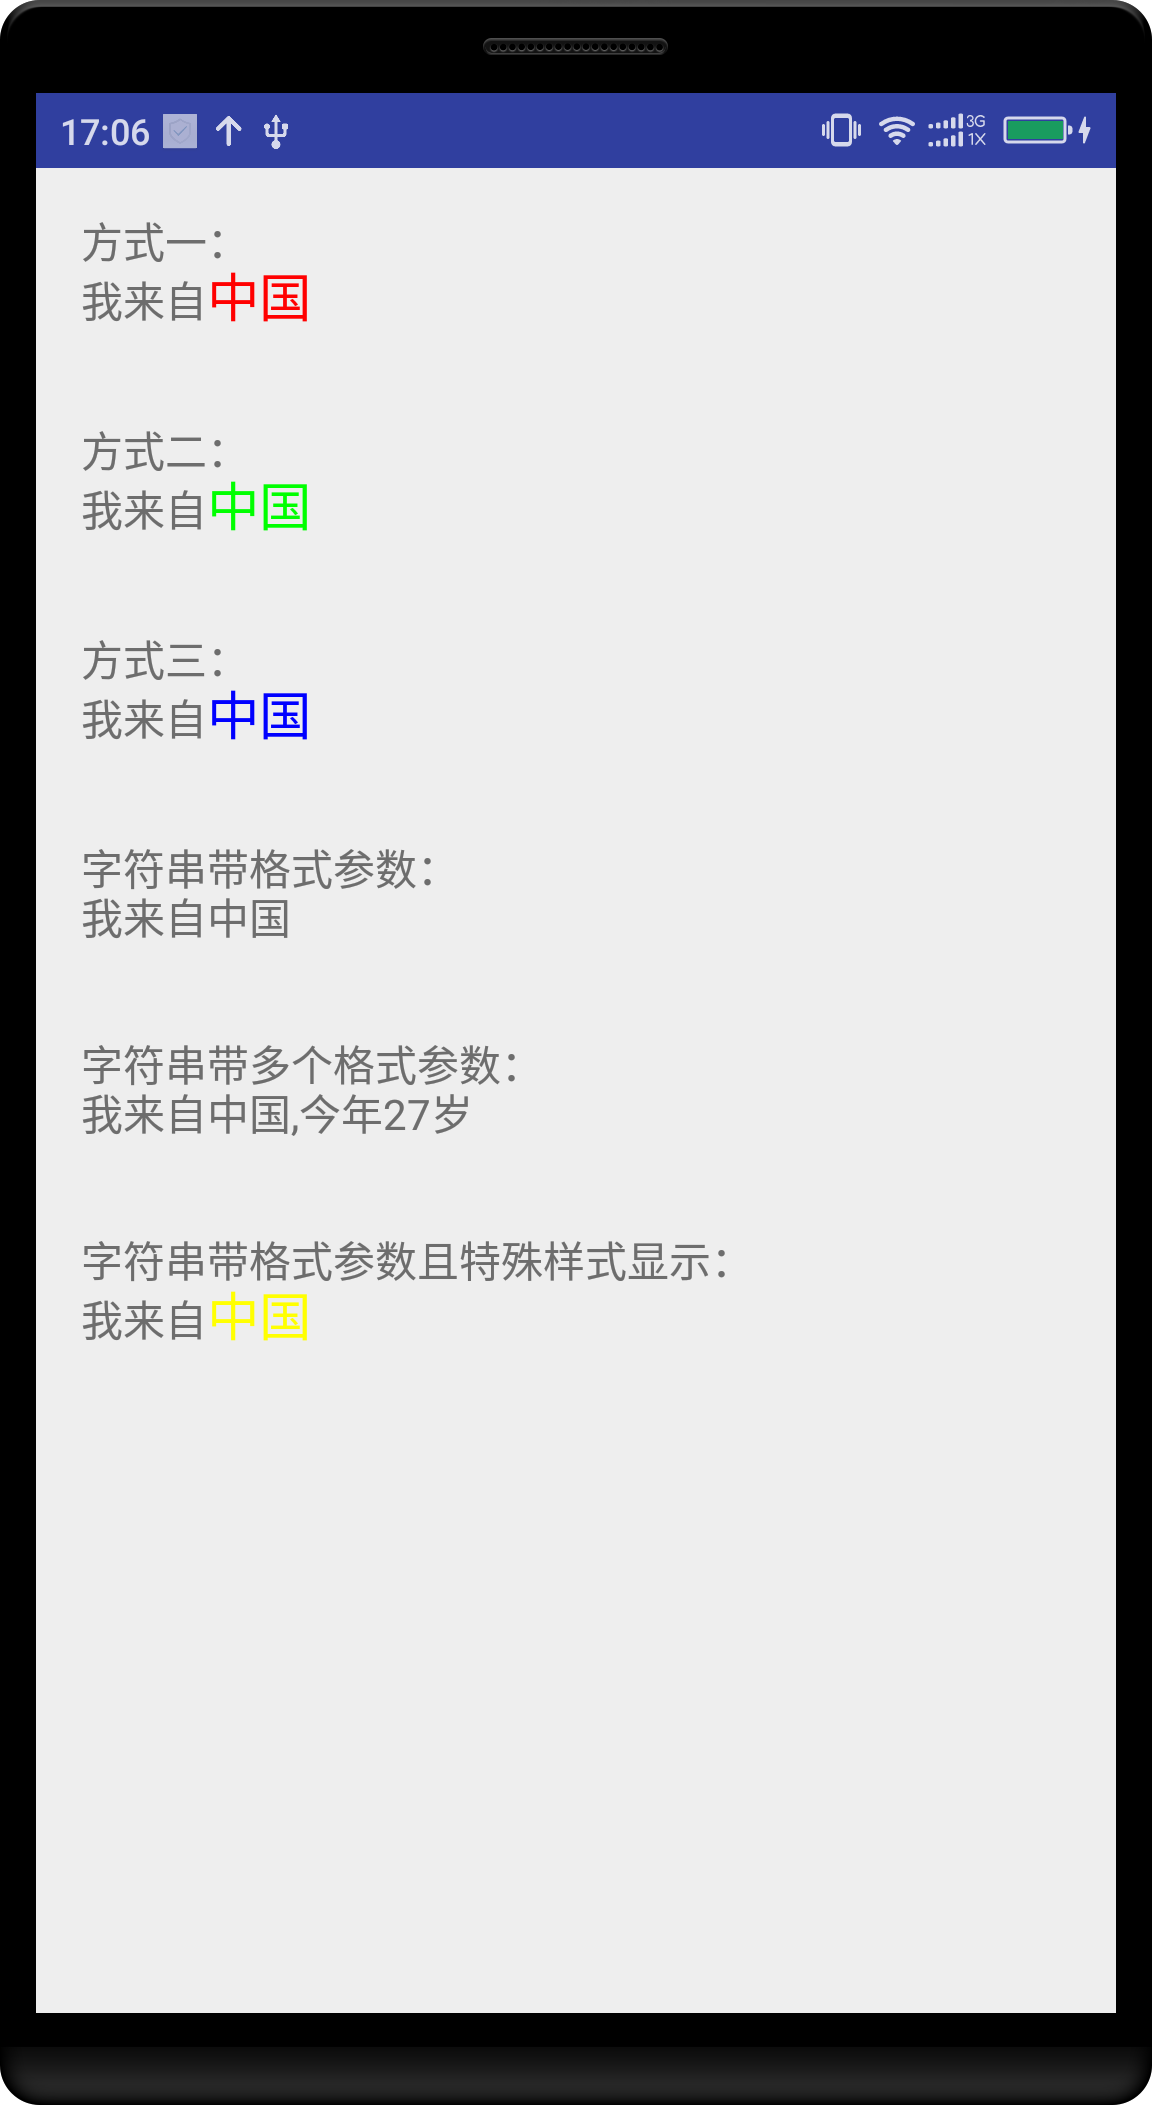 17:06
3G
1X
方式一：
我来自中国
方式二：
我来自中国
方式三：
我来自中国
字符串带格式参数：
我来自中国
字符串带多个格式参数：
我来自中国,今年27岁
字符串带格式参数且特殊样式显示：
我来自中国